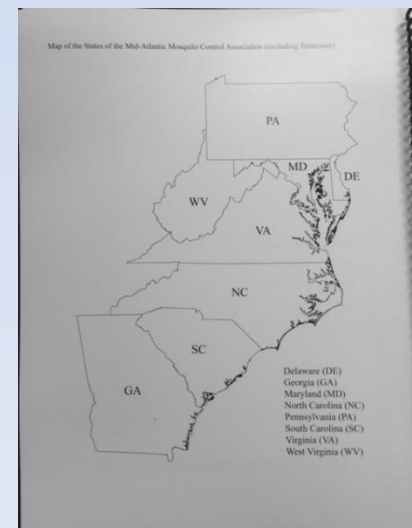 Map of the States of the Mid-Atlantic Mosquito Control Association (excluding Tennessee)
PA
MD
DE
WV
VA
NC
SC
GA
Delaware (DE)
Georgia (GA)
Maryland (MD)
North Carolina (NC)
Pennsylvania (PA)
South Carolina (SC)
Virginia (VA)
West Virginia (WV)